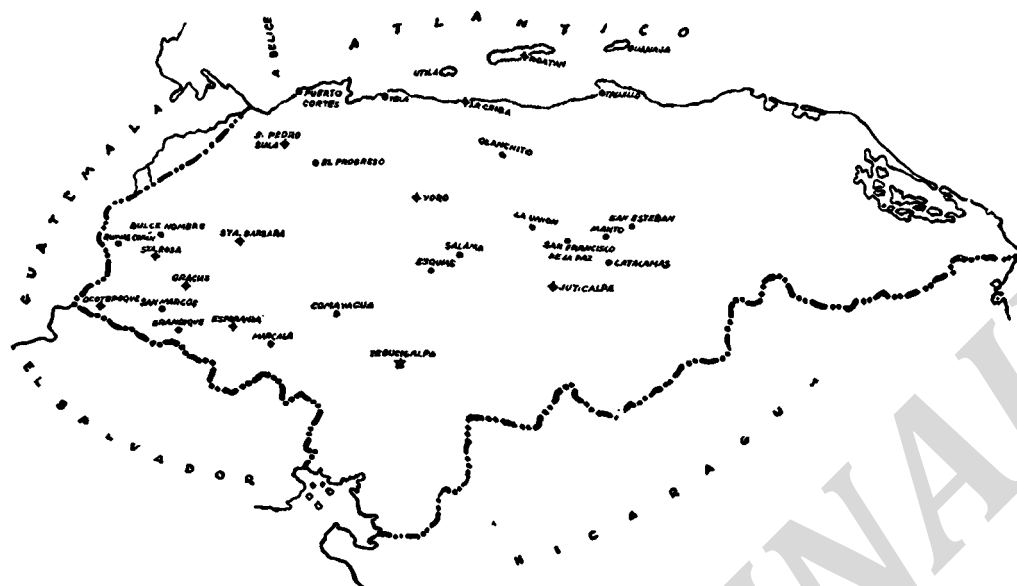 ATLANTICO
A BELICE
GUANAJA
ROATAN
UTILA
PUERTO
CORTES
TELA
LA CEIBA
TRUJILLO
GUATEMALA
S. PEDRO
SULA
EL PROGRESO
OLANCHITO
YORO
LA UNION
SAN ESTEBAN
MANTO
DULCE NOMBRE
STA. BARBARA
SAN FRANCISCO
DE LA PAZ
STA. ROSA
SALAMA
CATACAMAS
GRACIAS
JUTICALPA
OCOTEPEQUE
SAN MARCOS
COMAYAGUA
ESPERANZA
MARCALA
TEGUCIGALPA
EL SALVADOR
NICARAGUA
INAL